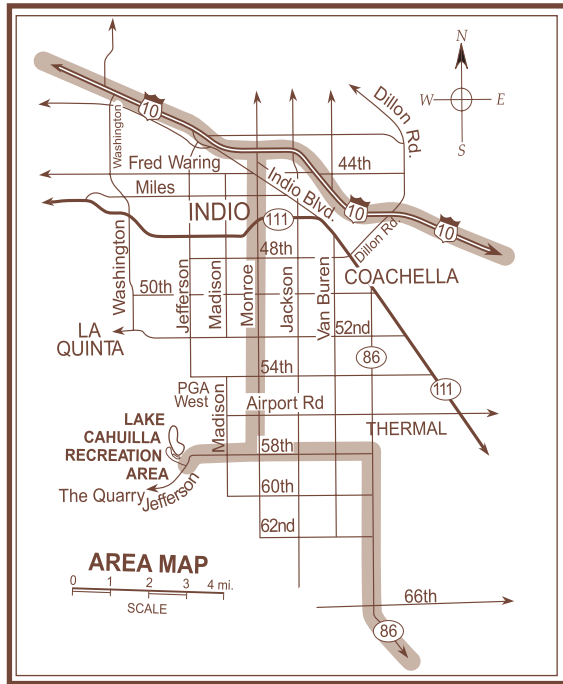 N
W
E
S
10
Washington
Dillon Rd.
Fred Waring
44th
Miles
Indio Blvd.
INDIO
111
10
10
Dillon Rd.
48th
COACHELLA
Washington
50th
Jefferson
Madison
Monroe
Jackson
Van Buren
52nd
LA
QUINTA
86
54th
111
PGA
West
Madison
Airport Rd
THERMAL
LAKE
CAHUILLA
RECREATION
AREA
58th
The Quarry
Jefferson
60th
62nd
AREA MAP
0 1 2 3 4 mi.
SCALE
66th
86